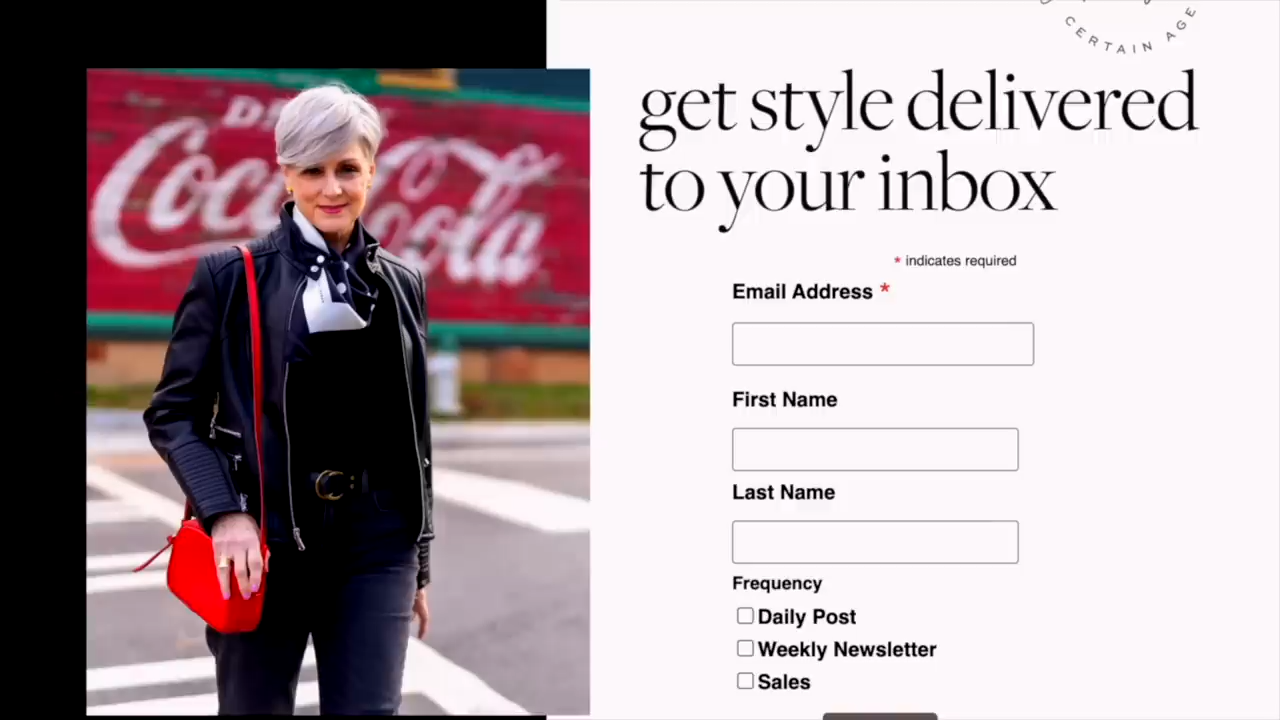 CERTAIN AGE
get style delivered
to your inbox
* indicates required
Email Address *
First Name
Last Name
Frequency
Daily Post
Weekly Newsletter
Sales
Coca-Cola